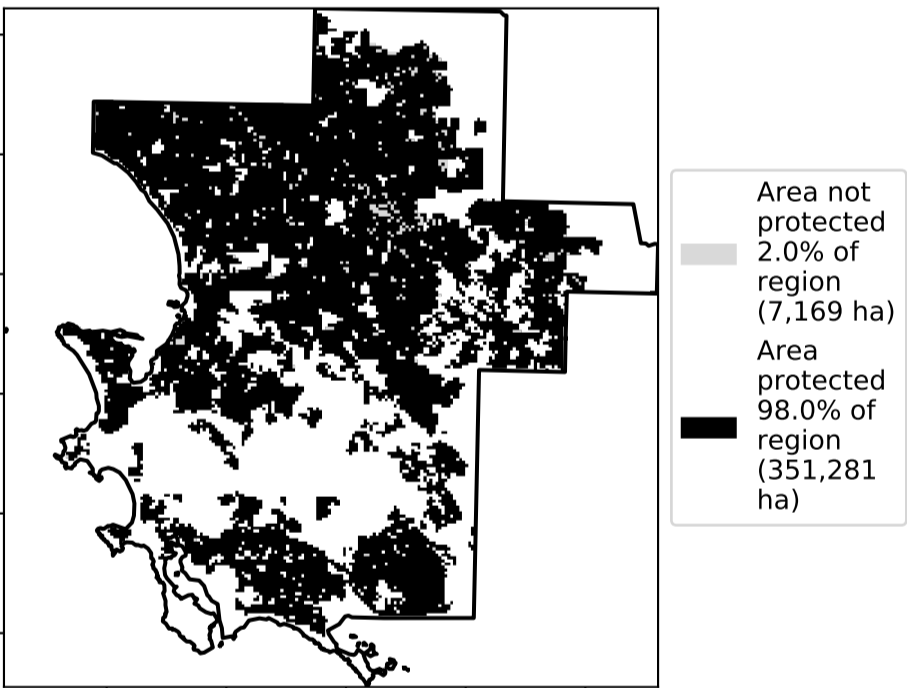 Area not
protected
2.0% of
region
(7,169 ha)
Area
protected
98.0% of
region
(351,281
ha)